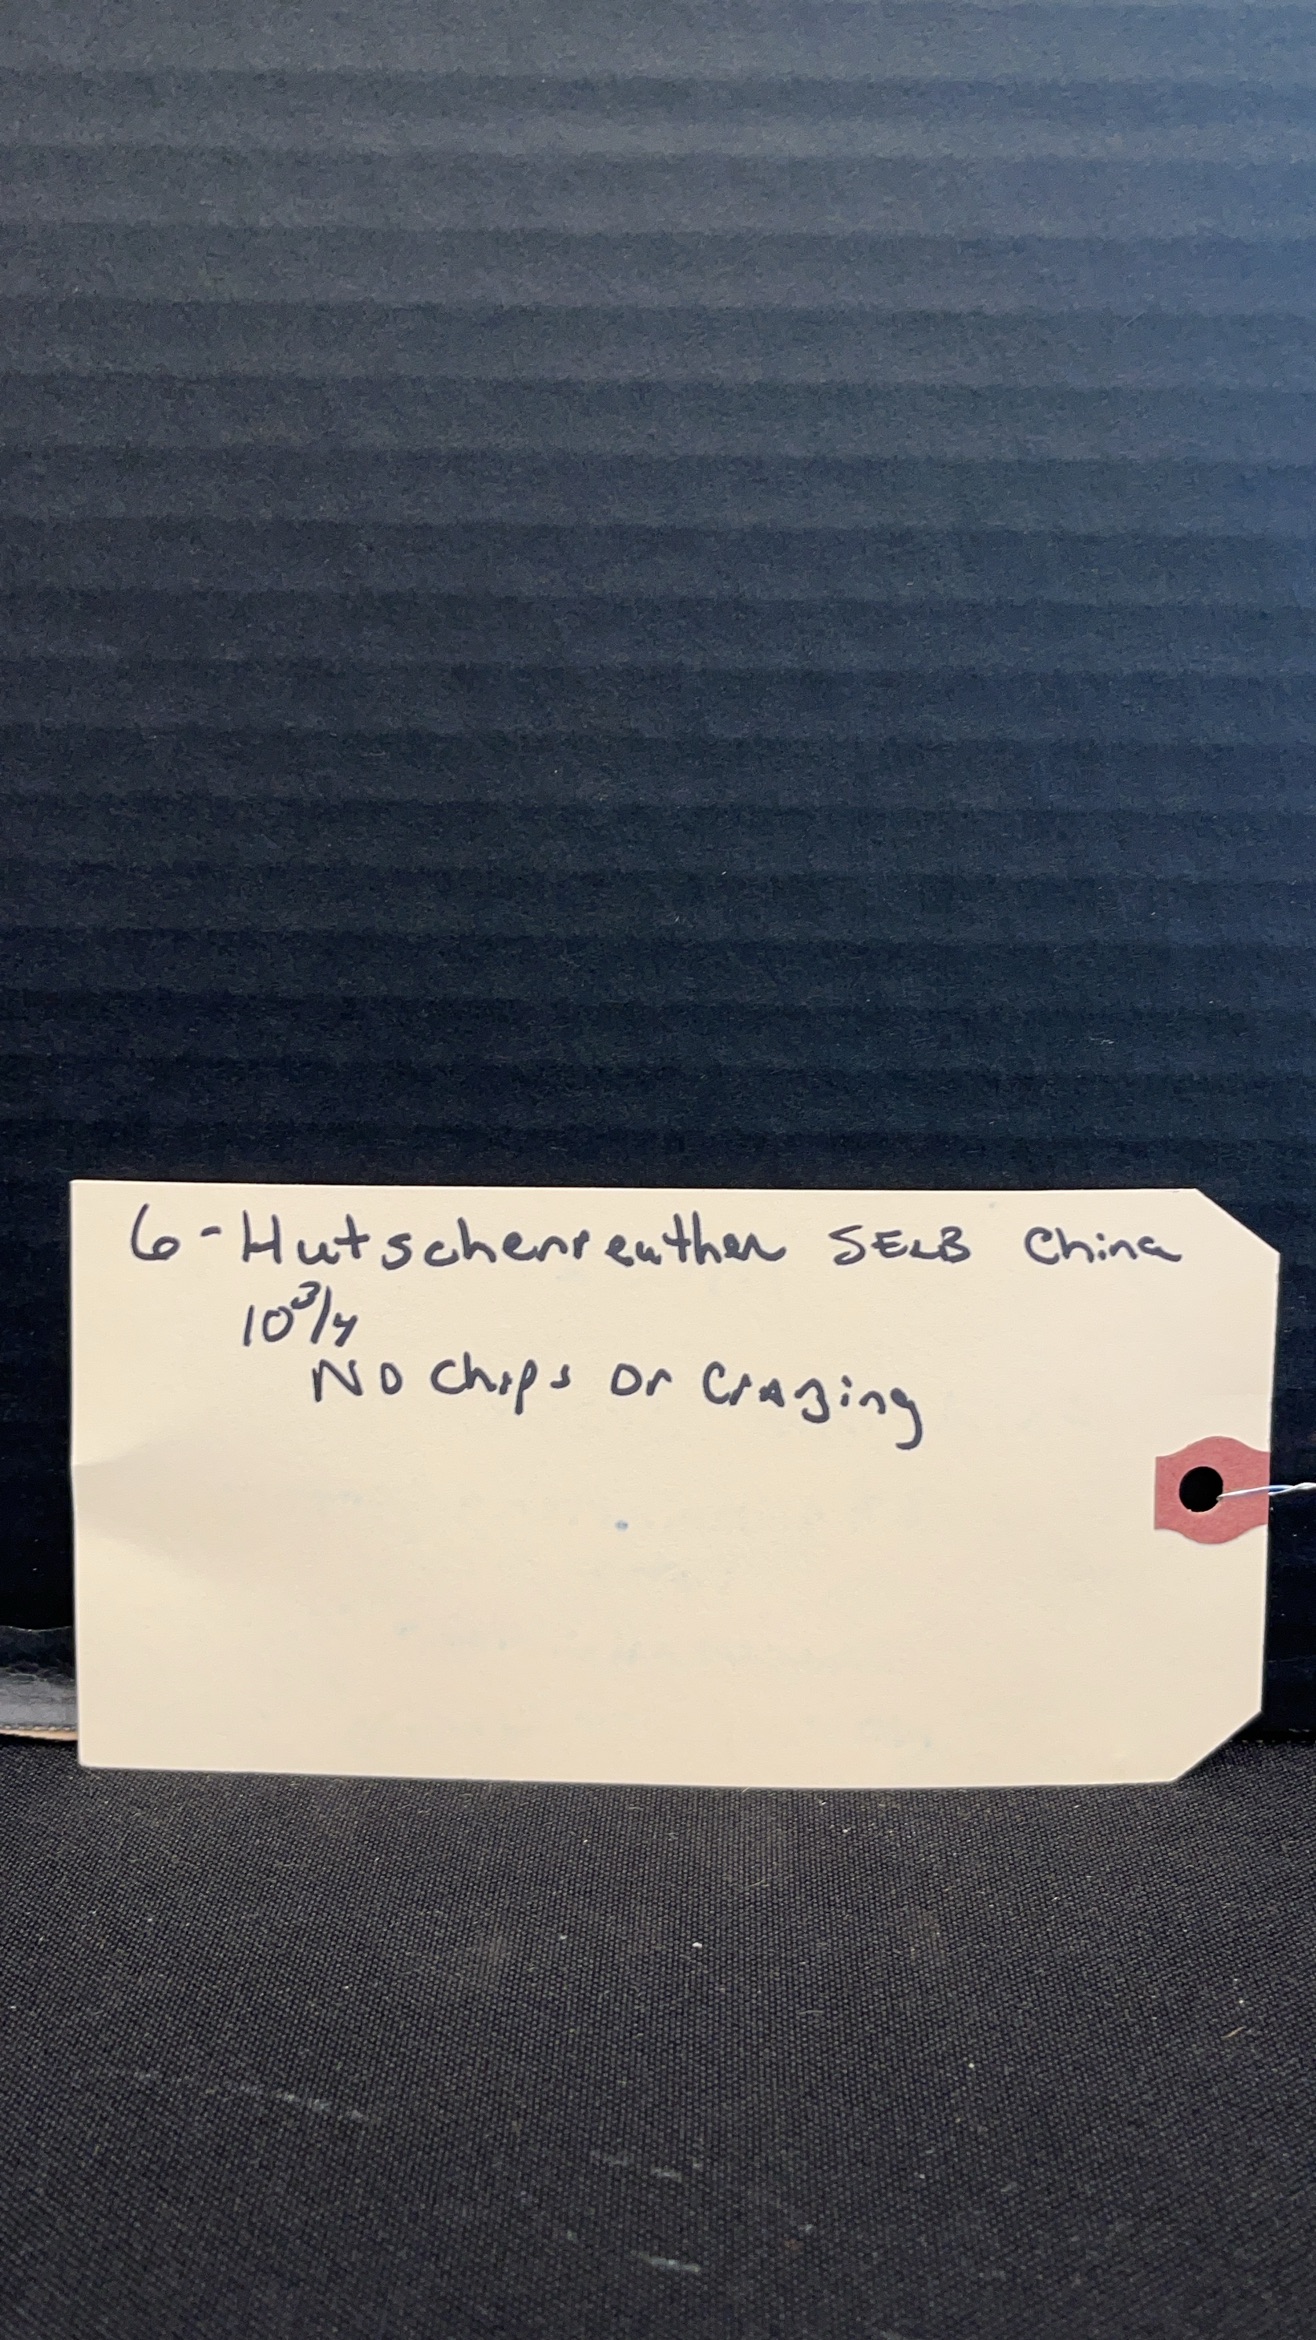 6-Hutschenreuther SELB China
10 3/4
NO Chips or Crazing